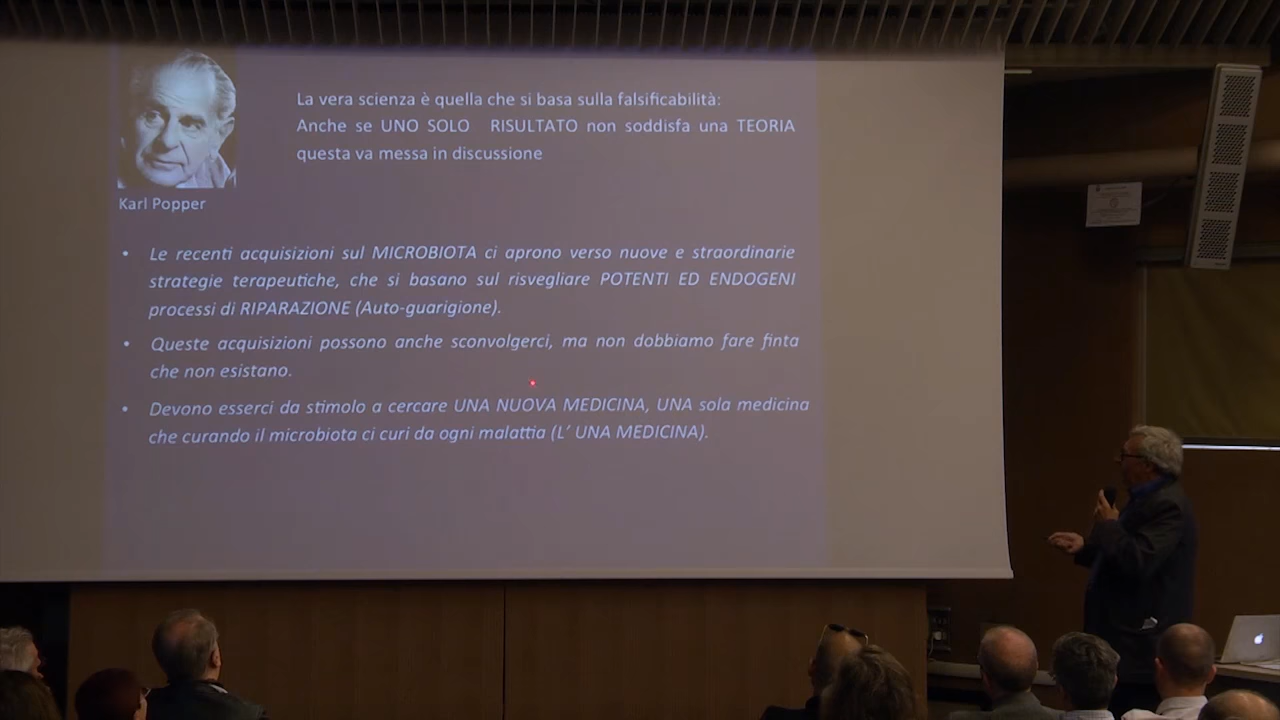 La vera scienza è quella che si basa sulla falsificabilità:
Anche se UNO SOLO RISULTATO non soddisfa una TEORIA
questa va messa in discussione
Karl Popper
• Le recenti acquisizioni sul MICROBIOTA ci aprono verso nuove e straordinarie
strategie terapeutiche, che si basano sul risvegliare POTENTI ED ENDOGENI
processi di RIPARAZIONE (Auto-guarigione).
• Queste acquisizioni possono anche sconvolgerci, ma non dobbiamo fare finta
che non esistano.
• Devono esserci da stimolo a cercare UNA NUOVA MEDICINA, UNA sola medicina
che curando il microbiota ci curi da ogni malattia (L' UNA MEDICINA).